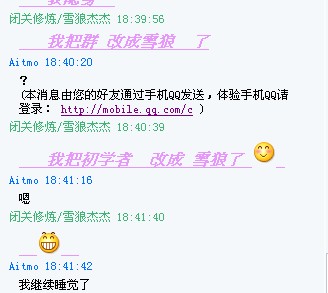 闭关修炼/雪狼杰杰 18:39:56
我把群 改成雪狼 了
Aitmo 18:40:20
?
(本消息由您的好友通过手机QQ发送，体验手机QQ请
登录： http://mobile.qq.com/c )
闭关修炼/雪狼杰杰 18:40:39
我把初学者 改成 雪狼了
Aitmo 18:41:16
嗯
闭关修炼/雪狼杰杰 18:41:40
Aitmo 18:41:42
我继续睡觉了